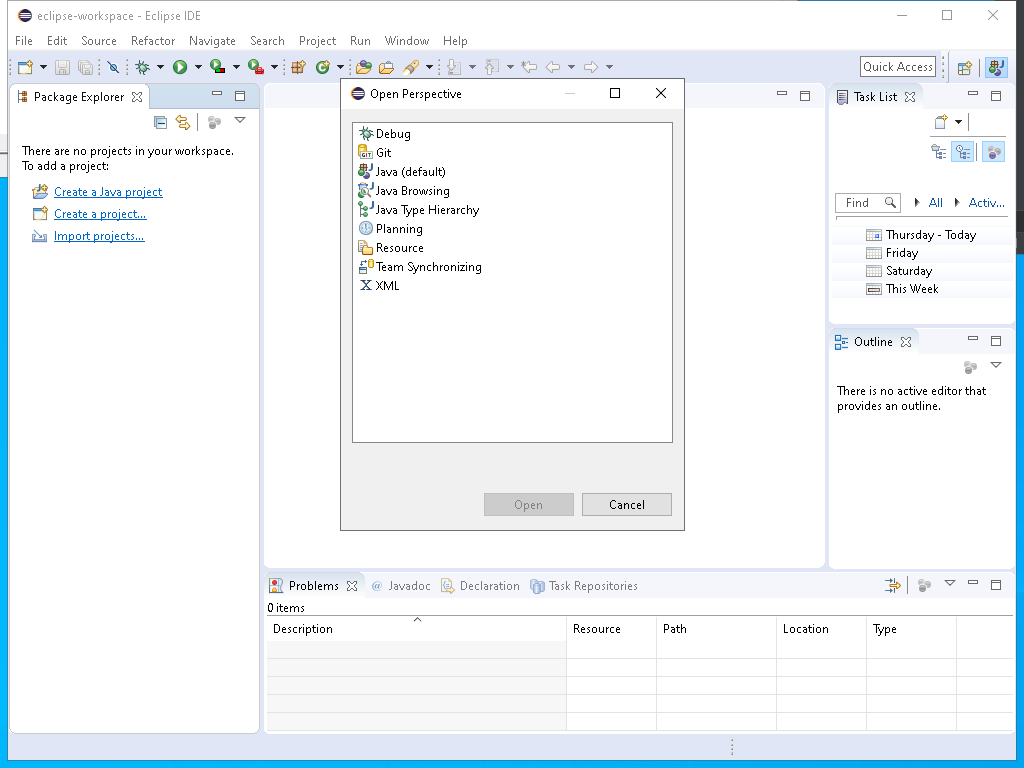 eclipse-workspace - Eclipse IDE
File Edit Source Refactor Navigate Search Project Run Window Help
Quick Access
Package Explorer
There are no projects in your workspace.
To add a project:
Create a Java project
Create a project...
Import projects...
Open Perspective
Debug
Git
Java (default)
Java Browsing
Java Type Hierarchy
Planning
Resource
Team Synchronizing
XML
Open Cancel
Task List
Find All Activ...
Thursday - Today
Friday
Saturday
This Week
Outline
There is no active editor that
provides an outline.
Problems @ Javadoc Declaration Task Repositories
0 items
Description Resource Path Location Type